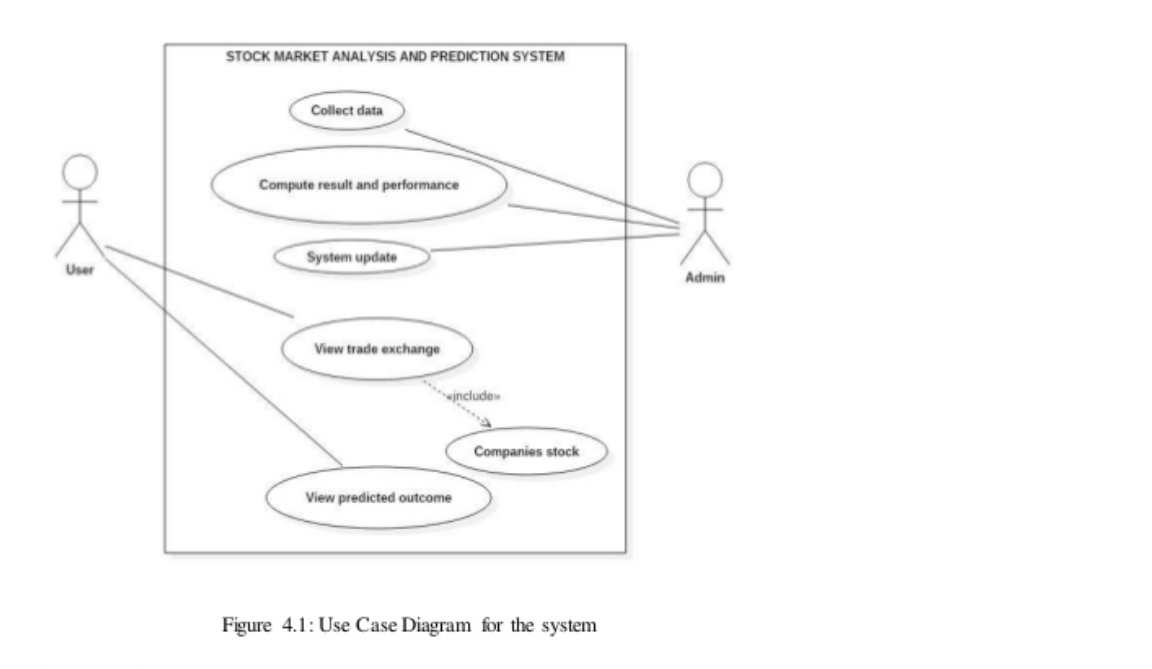 STOCK MARKET ANALYSIS AND PREDICTION SYSTEM
Collect data
Compute result and performance
System update
User
Admin
View trade exchange
«include»
Companies stock
View predicted outcome
Figure 4.1: Use Case Diagram for the system